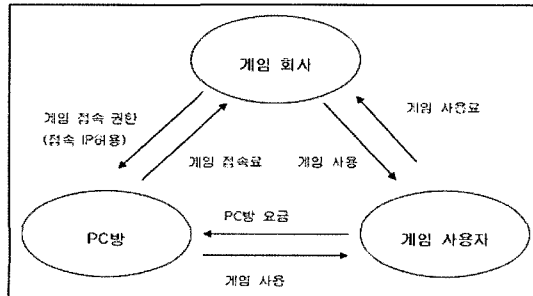 게임 회사
게임 접속 권한
(접속 IP허용)
게임 사용료
게임 접속료
게임 사용
PC방 요금
PC방
게임 사용자
게임 사용